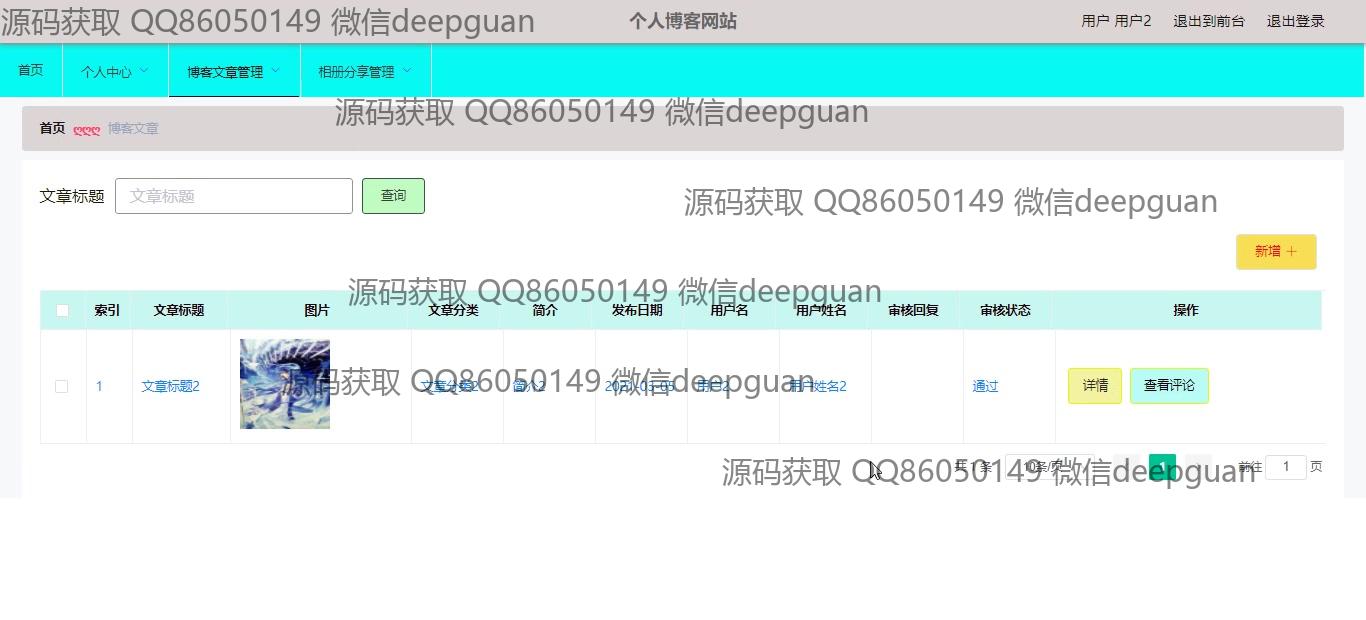 源码获取 QQ86050149 微信deepguan
个人博客网站
用户 用户2 退出到前台 退出登录
首页 个人中心 博客文章管理 相册分享管理
源码获取 QQ86050149 微信deepguan
首页 ღღღ 博客文章
文章标题 文章标题 查询
源码获取 QQ86050149 微信deepguan
新增
源码获取 QQ86050149 微信deepguan
索引 文章标题 图片 文章分类 简介 发布日期 用户名 用户姓名 审核回复 审核状态 操作
1 文章标题2 文章分类2 简介2 用户2 用户姓名2 通过 详情 查看评论
源码获取 QQ86050149 微信deepguan
共 1 条 10条/页 1 前往 1 页
源码获取 QQ86050149 微信deepguan